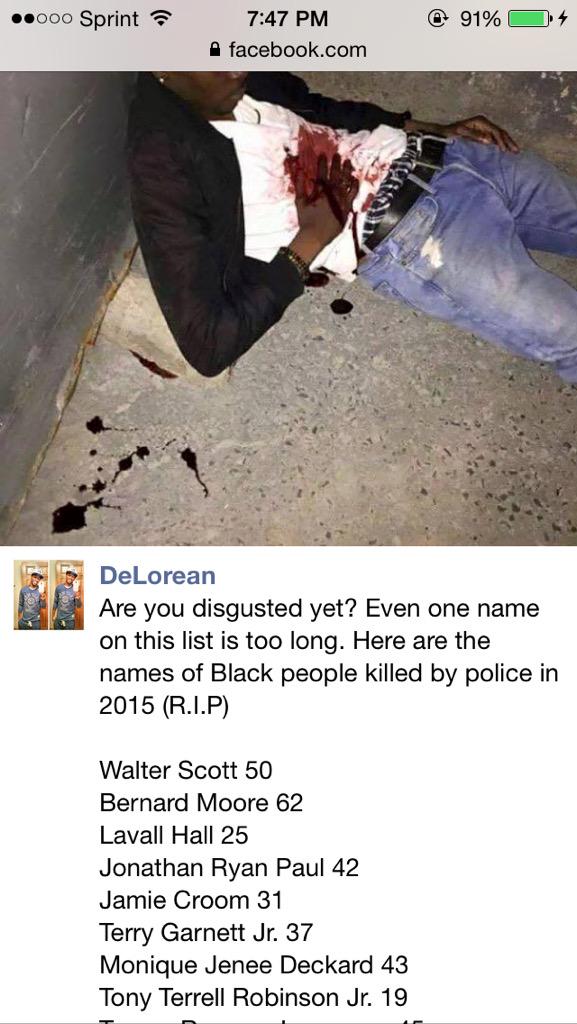 Sprint 7:47 PM 91%
facebook.com
DeLorean
Are you disgusted yet? Even one name
on this list is too long. Here are the
names of Black people killed by police in
2015 (R.I.P)
Walter Scott 50
Bernard Moore 62
Lavall Hall 25
Jonathan Ryan Paul 42
Jamie Croom 31
Terry Garnett Jr. 37
Monique Jenee Deckard 43
Tony Terrell Robinson Jr. 19